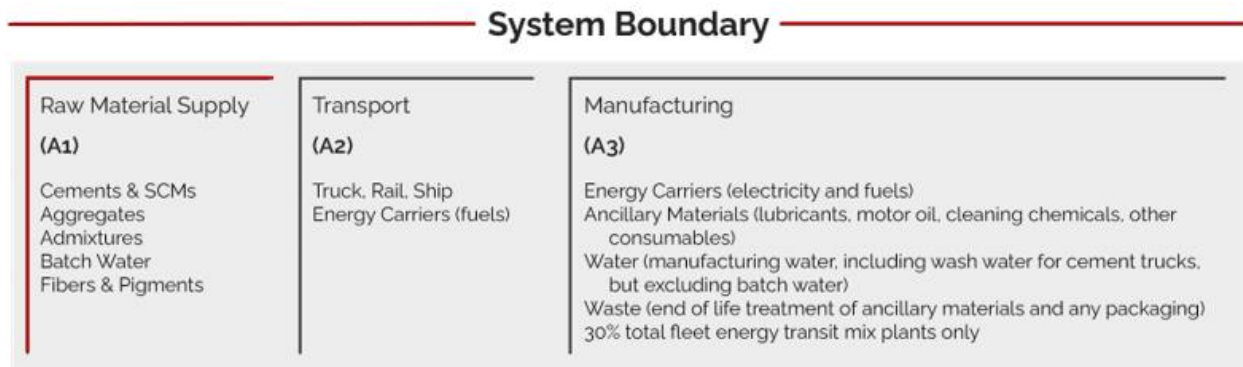 System Boundary
Raw Material Supply
(A1)
Cements & SCMs
Aggregates
Admixtures
Batch Water
Fibers & Pigments
Transport
(A2)
Truck, Rail, Ship
Energy Carriers (fuels)
Manufacturing
(A3)
Energy Carriers (electricity and fuels)
Ancillary Materials (lubricants, motor oil, cleaning chemicals, other
consumables)
Water (manufacturing water, including wash water for cement trucks,
but excluding batch water)
Waste (end of life treatment of ancillary materials and any packaging)
30% total fleet energy transit mix plants only